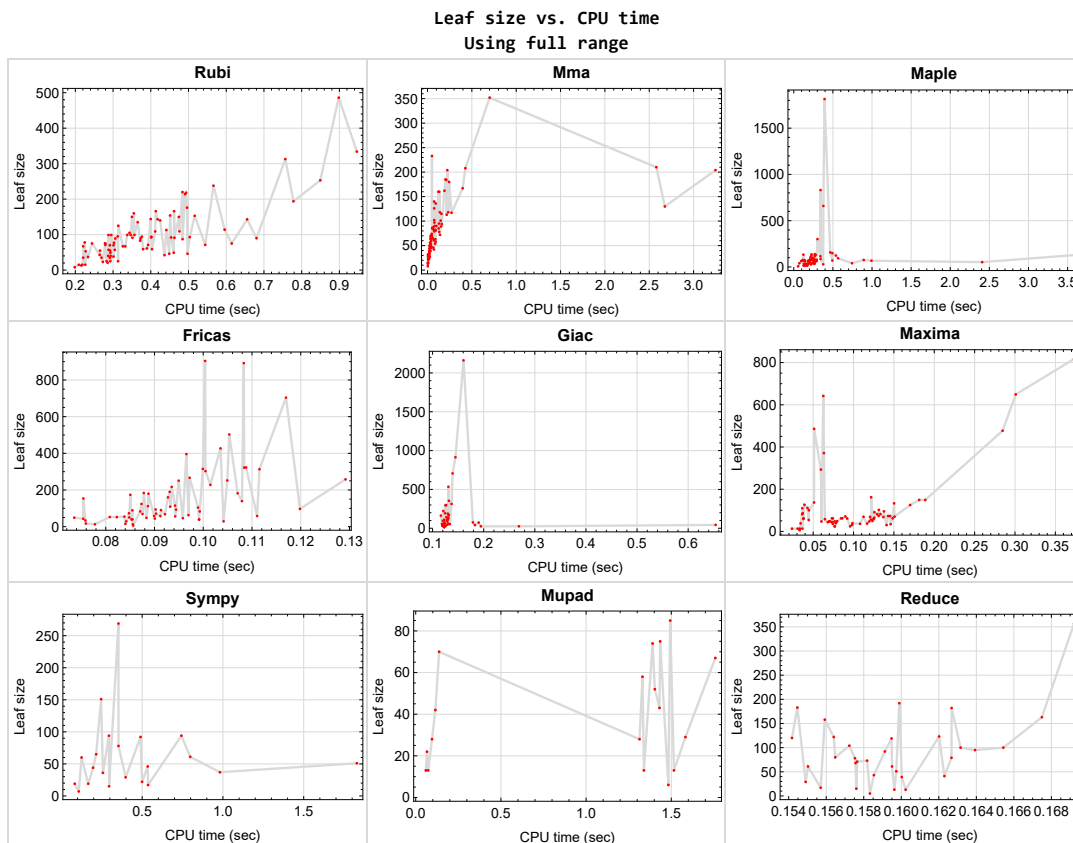 Leaf size vs. CPU time
Using full range
Rubi
Mma
Maple
Leaf size
500
400
300
200
100
0
0.2 0.3 0.4 0.5 0.6 0.7 0.8 0.9
CPU time (sec)
Leaf size
350
300
250
200
150
100
50
0
0.0 0.5 1.0 1.5 2.0 2.5 3.0
CPU time (sec)
Leaf size
1500
1000
500
0
0.0 0.5 1.0 1.5 2.0 2.5 3.0 3.5
CPU time (sec)
Fricas
Giac
Maxima
Leaf size
800
600
400
200
0
0.08 0.09 0.10 0.11 0.12 0.13
CPU time (sec)
Leaf size
2000
1500
1000
500
0
0.1 0.2 0.3 0.4 0.5 0.6
CPU time (sec)
Leaf size
800
600
400
200
0
0.05 0.10 0.15 0.20 0.25 0.30 0.35
CPU time (sec)
Sympy
Mupad
Reduce
Leaf size
250
200
150
100
50
0
0.5 1.0 1.5
CPU time (sec)
Leaf size
80
60
40
20
0
0.0 0.5 1.0 1.5
CPU time (sec)
Leaf size
350
300
250
200
150
100
50
0
0.154 0.156 0.158 0.160 0.162 0.164 0.166 0.168
CPU time (sec)